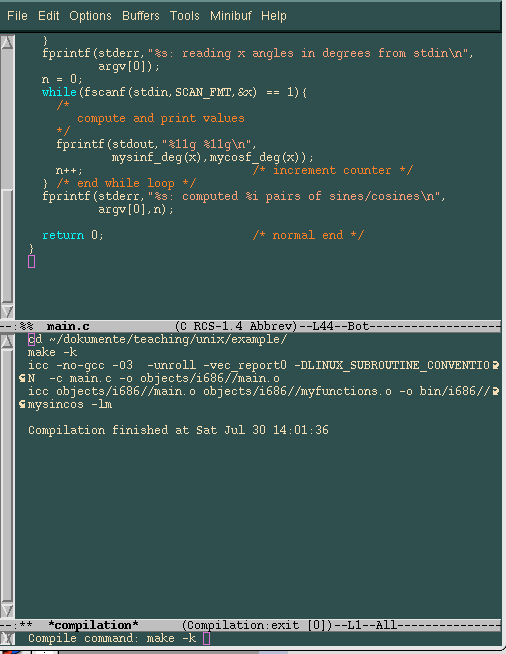 File Edit Options Buffers Tools Minibuf Help
}
fprintf(stderr,"%s: reading x angles in degrees from stdin\n",
argv[0]);
n = 0;
while(fscanf(stdin,SCAN_FMT,&x) == 1){
/*
compute and print values
*/
fprintf(stdout,"%11g %11g\n",
mysinf_deg(x),mycosf_deg(x));
n++; /* increment counter */
} /* end while loop */
fprintf(stderr,"%s: computed %i pairs of sines/cosines\n",
argv[0],n);
return 0; /* normal end */
}
--:%% main.c (C RCS-1.4 Abbrev)--L44--Bot-----------------
cd ~/dokumente/teaching/unix/example/
make -k
icc -no-gcc -O3 -unroll -vec_report0 -DLINUX_SUBROUTINE_CONVENTIO
N -c main.c -o objects/i686//main.o
icc objects/i686//main.o objects/i686//myfunctions.o -o bin/i686//
mysincos -lm
Compilation finished at Sat Jul 30 14:01:36
--:** *compilation* (Compilation:exit [0])--L1--All--------------
Compile command: make -k